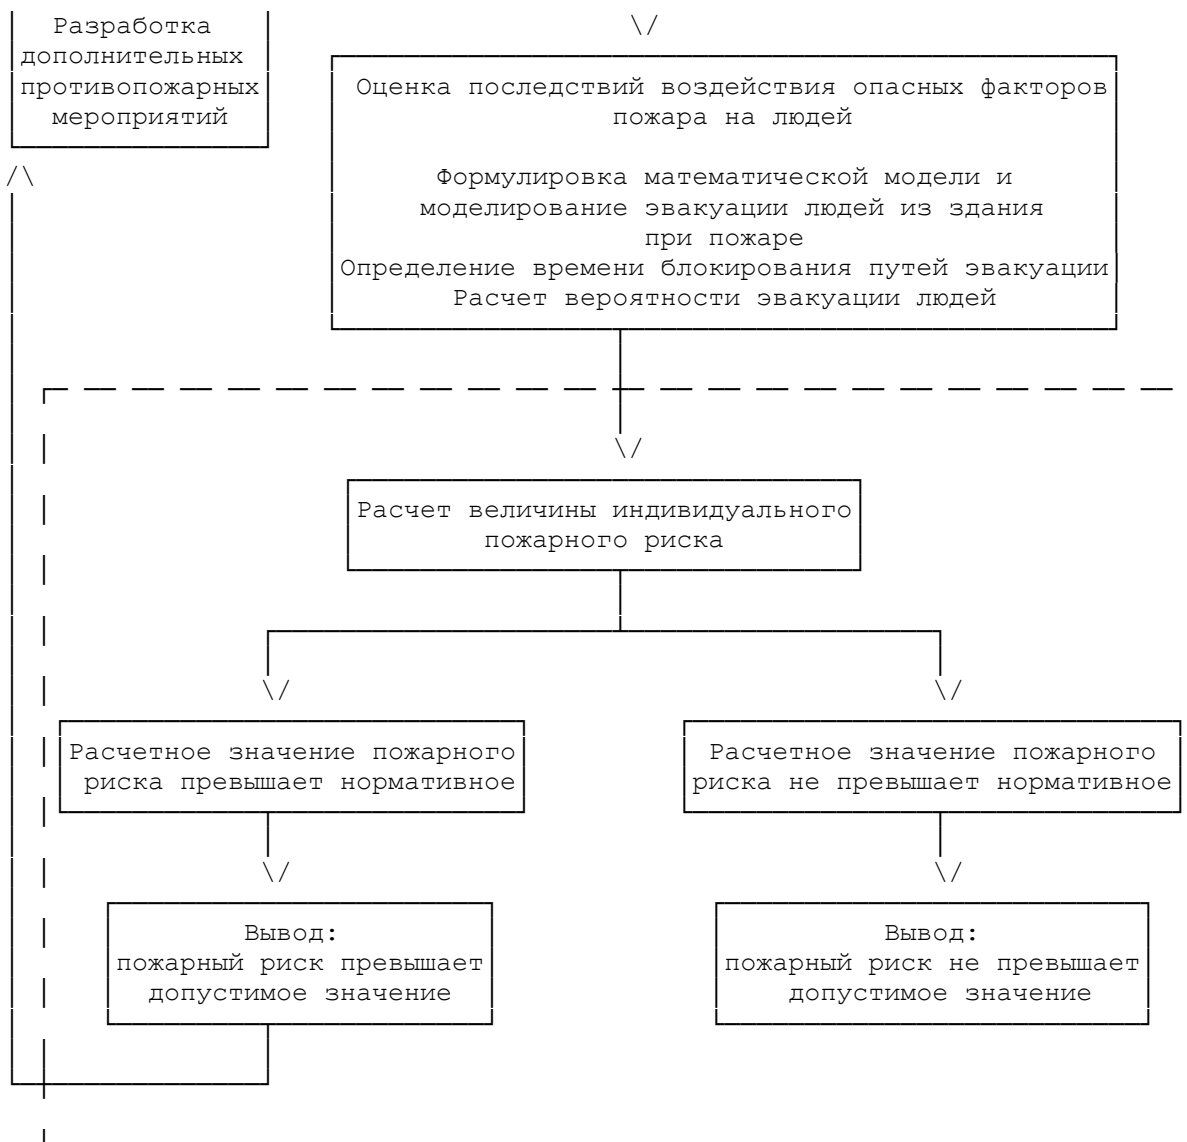 Разработка
дополнительных
противопожарных
мероприятий
Оценка последствий воздействия опасных факторов
пожара на людей
Формулировка математической модели и
моделирование эвакуации людей из здания
при пожаре
Определение времени блокирования путей эвакуации
Расчет вероятности эвакуации людей
Расчет величины индивидуального
пожарного риска
Расчетное значение пожарного
риска превышает нормативное
Расчетное значение пожарного
риска не превышает нормативное
Вывод:
пожарный риск превышает
допустимое значение
Вывод:
пожарный риск не превышает
допустимое значение